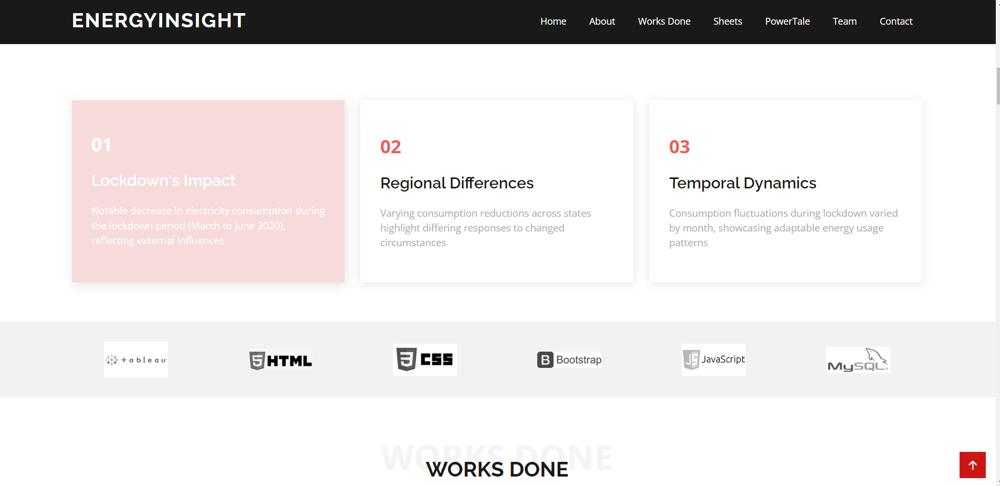 ENERGYINSIGHT
Home About Works Done Sheets PowerTale Team Contact
01
Lockdown's Impact
Notable decrease in electricity consumption during
the lockdown period (March to June 2020),
reflecting external influences
02
Regional Differences
Varying consumption reductions across states
highlight differing responses to changed
circumstances
03
Temporal Dynamics
Consumption fluctuations during lockdown varied
by month, showcasing adaptable energy usage
patterns
+ a b l e a u
5 HTML
3 CSS
B Bootstrap
JS JavaScript
MySQL
WORKS DONE
WORKS DONE